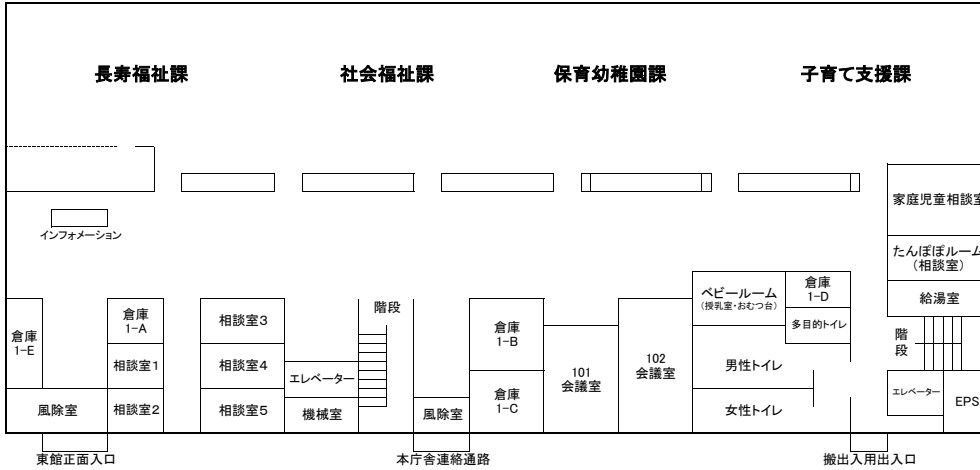 長寿福祉課
社会福祉課
保育幼稚園課
子育て支援課
インフォメーション
家庭児童相談室
たんぽぽルーム
（相談室）
給湯室
階
段
エレベーター
EPS
倉庫
1-E
風除室
倉庫
1-A
相談室1
相談室2
相談室3
相談室4
相談室5
階段
エレベーター
機械室
風除室
倉庫
1-B
倉庫
1-C
101
会議室
102
会議室
ベビールーム
（授乳室・おむつ台）
倉庫
1-D
多目的トイレ
男性トイレ
女性トイレ
東館正面入口
本庁舎連絡通路
搬出入用出入口